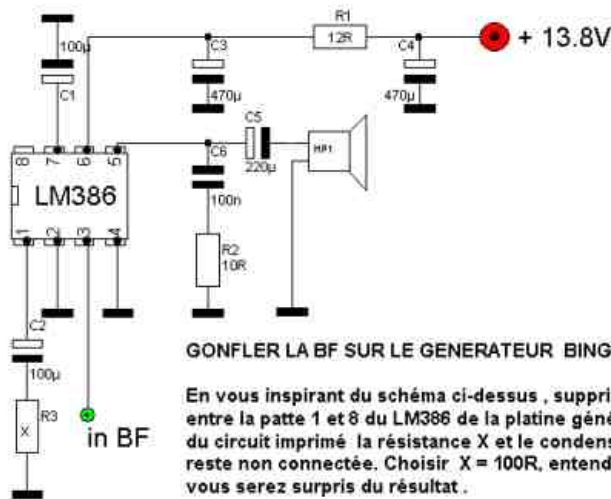 R1
12R
+ 13.8V
C3
470µ
C4
470µ
100µ
C1
C5
220µ
C6
100n
HP1
8 7 6 5
LM386
1 2 3 4
R2
10R
C2
100µ
R3
X
in BF
GONFLER LA BF SUR LE GENERATEUR BING
En vous inspirant du schéma ci-dessus , suppri
entre la patte 1 et 8 du LM386 de la platine géné
du circuit imprimé la résistance X et le condens
reste non connectée. Choisir X = 100R, entend
vous serez surpris du résultat .